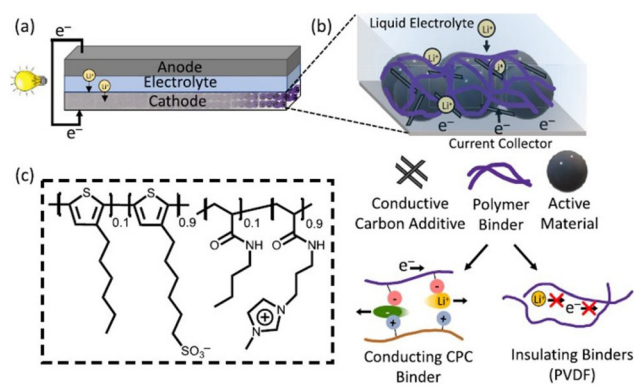 (a)
e⁻
Anode
Li⁺
Electrolyte
Li⁺
Cathode
e⁻
(b)
Liquid Electrolyte
Li⁺
Li⁺
Li⁺
Li⁺
e⁻
e⁻
e⁻
Current Collector
(c)
S
S
0.1
0.9
SO₃⁻
0.1
0.9
O
NH
O
NH
N
N
+
Conductive
Carbon Additive
Polymer
Binder
Active
Material
e⁻
-
-
Li⁺
+
+
Conducting CPC
Binder
Li⁺
e⁻
Insulating Binders
(PVDF)